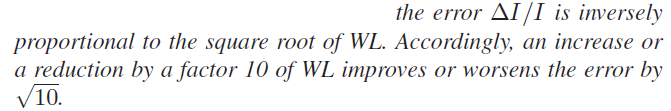 the error ΔI/I is inversely
proportional to the square root of WL. Accordingly, an increase or
a reduction by a factor 10 of WL improves or worsens the error by
√10.